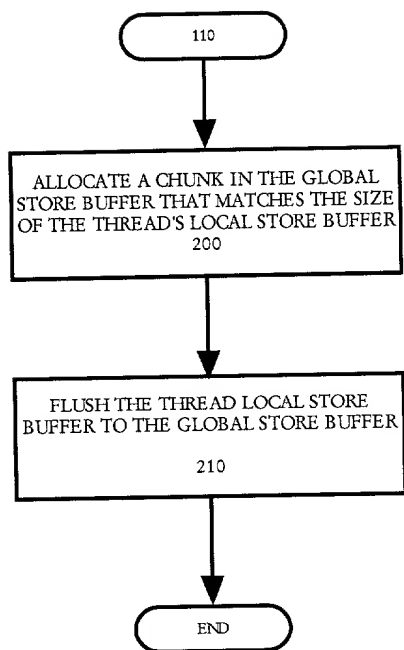 110
ALLOCATE A CHUNK IN THE GLOBAL
STORE BUFFER THAT MATCHES THE SIZE
OF THE THREAD'S LOCAL STORE BUFFER
200
FLUSH THE THREAD LOCAL STORE
BUFFER TO THE GLOBAL STORE BUFFER
210
END